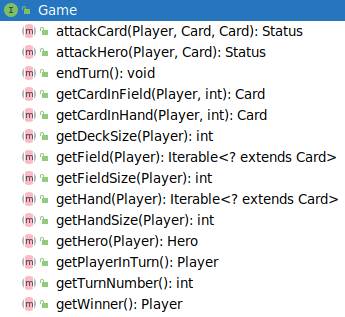 Game
attackCard(Player, Card, Card): Status
attackHero(Player, Card): Status
endTurn(): void
getCardInField(Player, int): Card
getCardInHand(Player, int): Card
getDeckSize(Player): int
getField(Player): Iterable<? extends Card>
getFieldSize(Player): int
getHand(Player): Iterable<? extends Card>
getHandSize(Player): int
getHero(Player): Hero
getPlayerInTurn(): Player
getTurnNumber(): int
getWinner(): Player